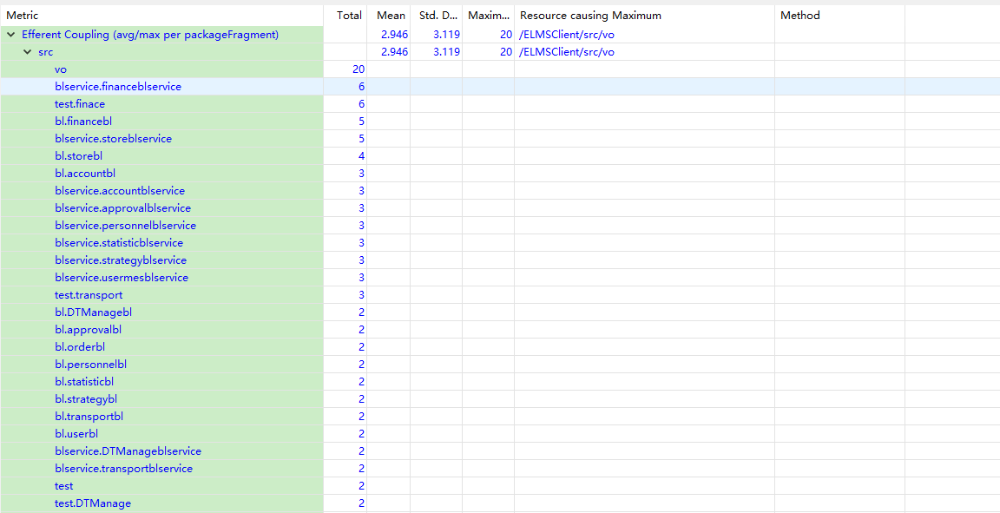 Metric Total Mean Std. D... Maxim... Resource causing Maximum Method
Efferent Coupling (avg/max per packageFragment) 2.946 3.119 20 /ELMSClient/src/vo
src 2.946 3.119 20 /ELMSClient/src/vo
vo 20
blservice.financeblservice 6
test.finace 6
bl.financebl 5
blservice.storeblservice 5
bl.storebl 4
bl.accountbl 3
blservice.accountblservice 3
blservice.approvalblservice 3
blservice.personnelblservice 3
blservice.statisticblservice 3
blservice.strategyblservice 3
blservice.usermesblservice 3
test.transport 3
bl.DTManagebl 2
bl.approvalbl 2
bl.orderbl 2
bl.personnelbl 2
bl.statisticbl 2
bl.strategybl 2
bl.transportbl 2
bl.userbl 2
blservice.DTManageblservice 2
blservice.transportblservice 2
test 2
test.DTManage 2